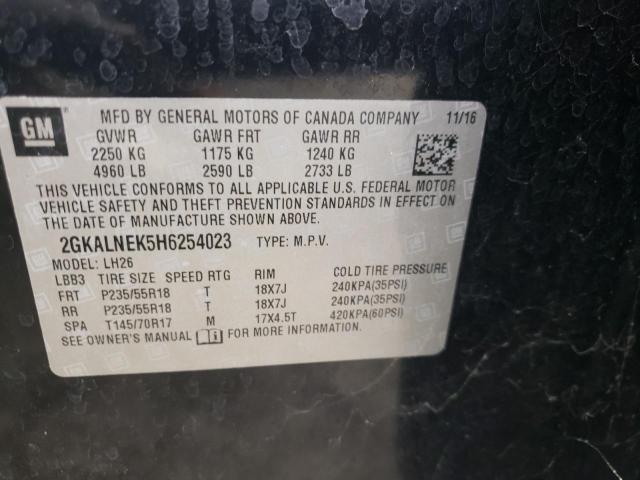 GM MFD BY GENERAL MOTORS OF CANADA COMPANY 11/16
GVWR GAWR FRT GAWR RR
2250 KG 1175 KG 1240 KG
4960 LB 2590 LB 2733 LB
THIS VEHICLE CONFORMS TO ALL APPLICABLE U.S. FEDERAL MOTOR
VEHICLE SAFETY AND THEFT PREVENTION STANDARDS IN EFFECT ON
THE DATE OF MANUFACTURE SHOWN ABOVE.
2GKALNEK5H6254023 TYPE: M.P.V.
MODEL: LH26
LBB3 TIRE SIZE SPEED RTG RIM COLD TIRE PRESSURE
FRT P235/55R18 T 18X7J 240KPA(35PSI)
RR P235/55R18 T 18X7J 240KPA(35PSI)
SPA T145/70R17 M 17X4.5T 420KPA(60PSI)
SEE OWNER'S MANUAL FOR MORE INFORMATION.